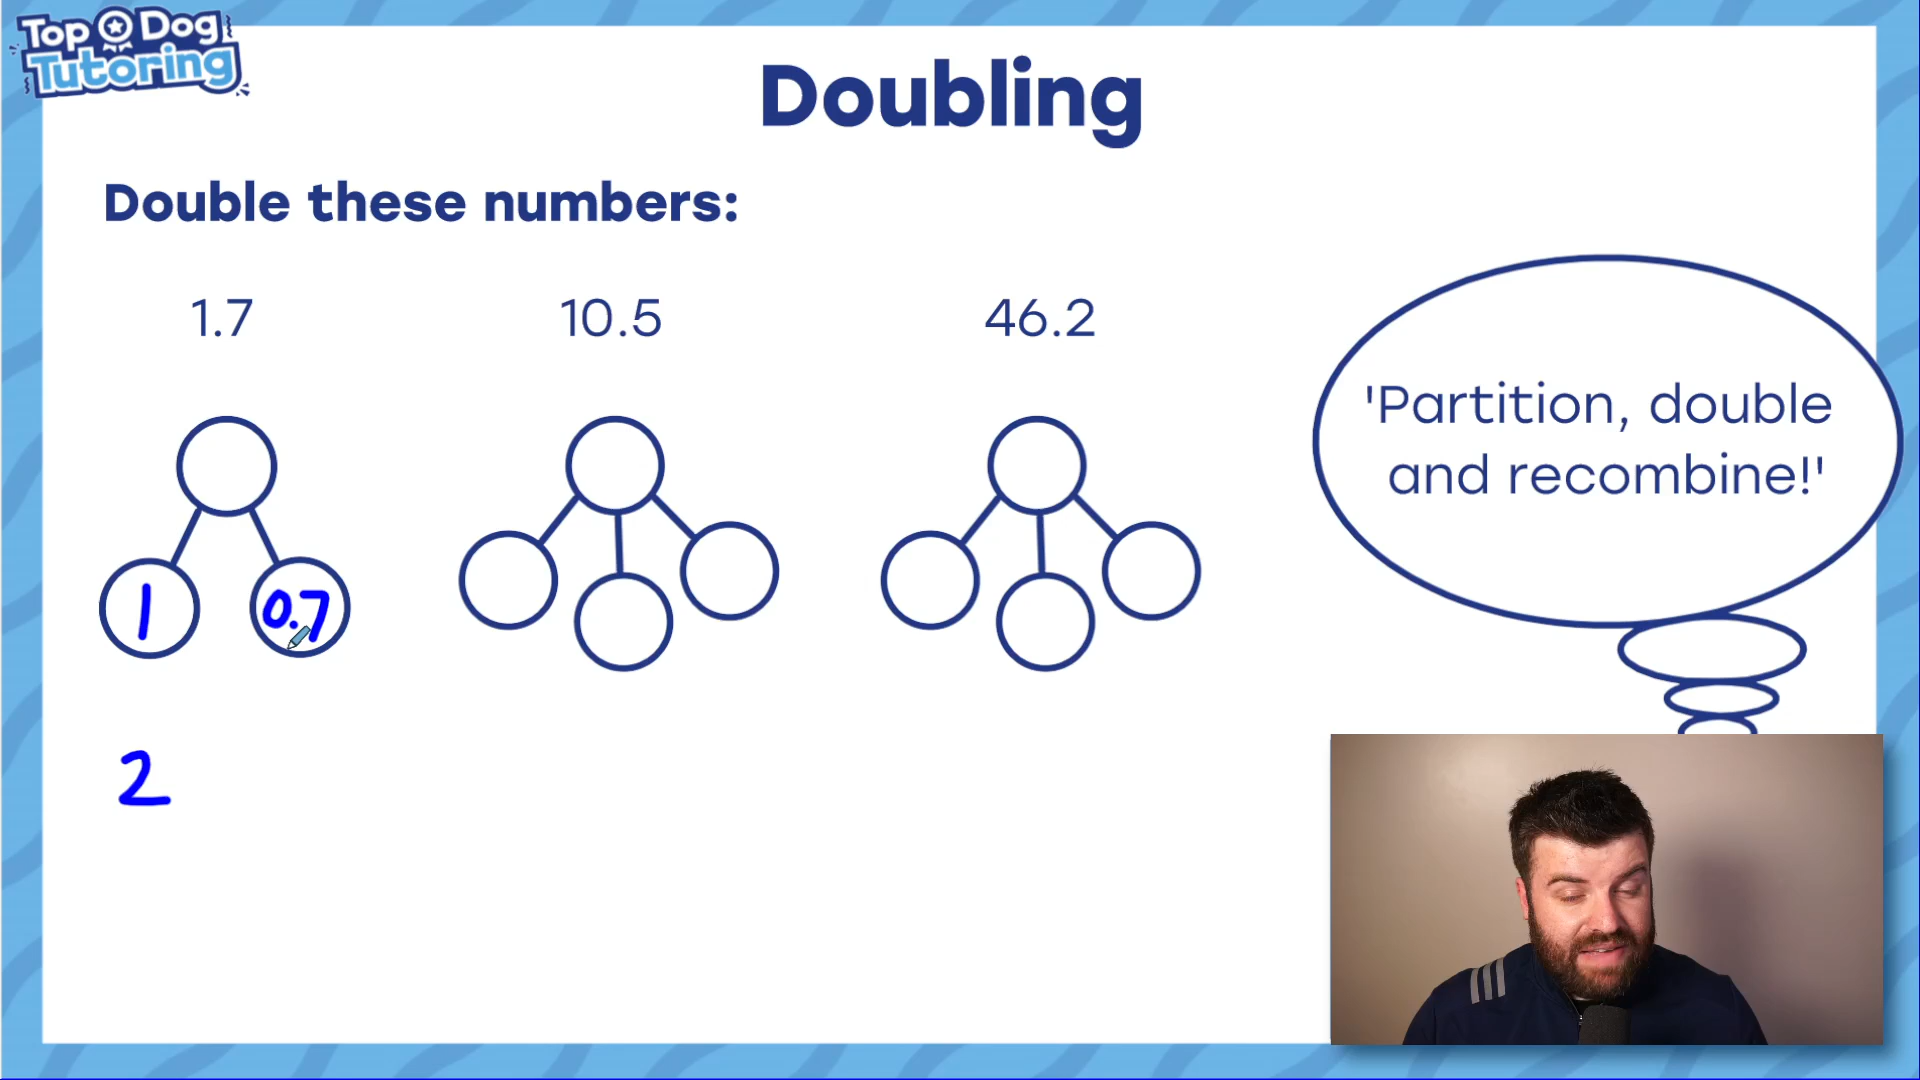 Top Dog
Tutoring
Doubling
Double these numbers:
1.7
10.5
46.2
'Partition, double
and recombine!'
1
0.7
2